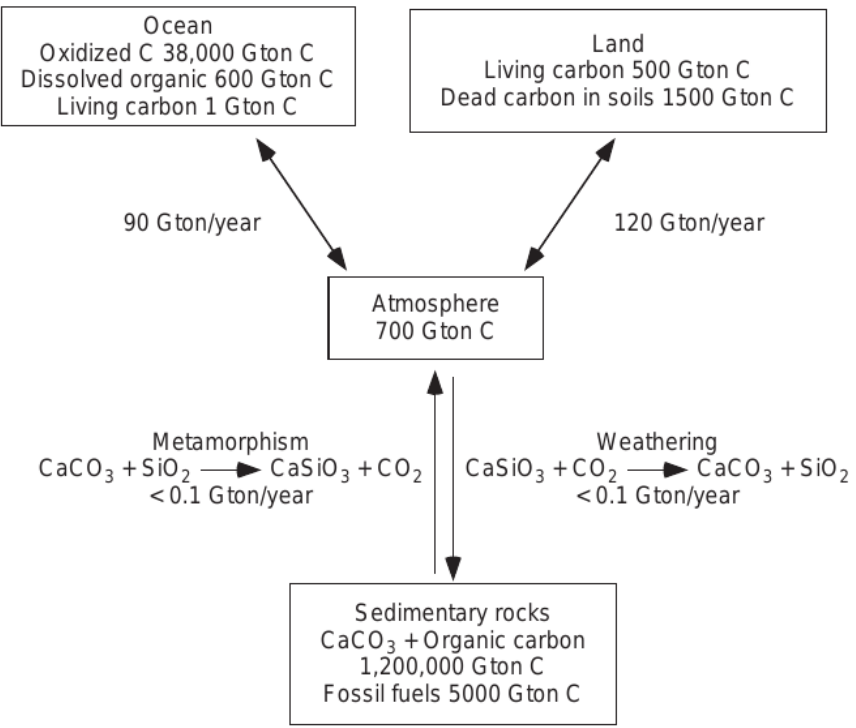 Ocean
Oxidized C 38,000 Gton C
Dissolved organic 600 Gton C
Living carbon 1 Gton C
Land
Living carbon 500 Gton C
Dead carbon in soils 1500 Gton C
90 Gton/year
120 Gton/year
Atmosphere
700 Gton C
Metamorphism
CaCO₃ + SiO₂ → CaSiO₃ + CO₂
< 0.1 Gton/year
Weathering
CaSiO₃ + CO₂ → CaCO₃ + SiO₂
< 0.1 Gton/year
Sedimentary rocks
CaCO₃ + Organic carbon
1,200,000 Gton C
Fossil fuels 5000 Gton C